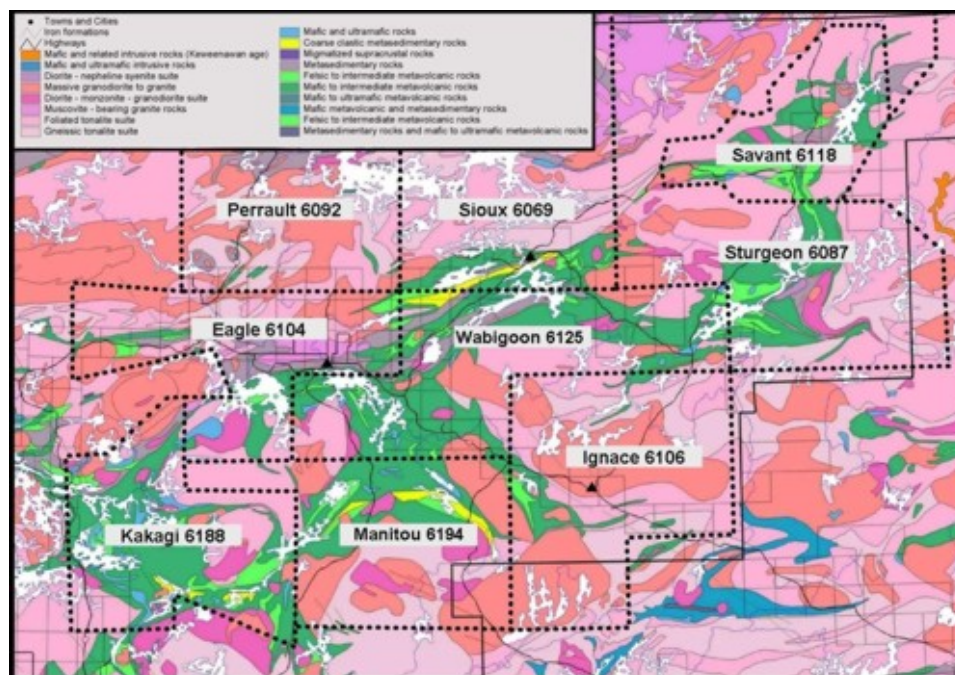 Towns and Cities
Iron formations
Highways
Mafic and related intrusive rocks (Keweenawan age)
Mafic and ultramafic intrusive rocks
Diorite - nepheline syenite suite
Massive granodiorite to granite
Diorite - monzonite - granodiorite suite
Muscovite - bearing granite rocks
Foliated tonalite suite
Gneissic tonalite suite
Mafic and ultramafic rocks
Coarse clastic metasedimentary rocks
Migmatized supracrustal rocks
Metasedimentary rocks
Felsic to intermediate metavolcanic rocks
Mafic to intermediate metavolcanic rocks
Mafic to ultramafic metavolcanic rocks
Mafic metavolcanic and metasedimentary rocks
Felsic to intermediate metavolcanic rocks
Metasedimentary rocks and mafic to ultramafic metavolcanic rocks
Savant 6118
Perrault 6092
Sioux 6069
Sturgeon 6087
Eagle 6104
Wabigoon 6125
Ignace 6106
Kakagi 6188
Manitou 6194